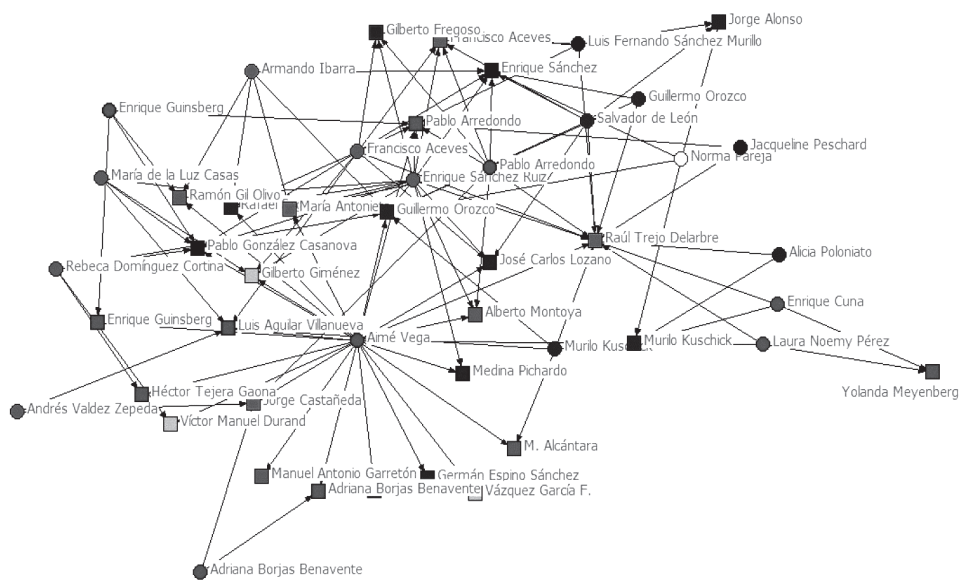 Jorge Alonso
Gilberto Fregoso
Francisco Aceves
Luis Fernando Sánchez Murillo
Enrique Sánchez
Armando Ibarra
Guillermo Orozco
Enrique Guinsberg
Pablo Arredondo
Salvador de León
Jacqueline Peschard
Francisco Aceves
Norma Pareja
Pablo Arredondo
María de la Luz Casas
Enrique Sánchez Ruiz
Ramón Gil Olivo
Rafael
María Antonieta
Guillermo Orozco
Raúl Trejo Delarbre
Pablo González Casanova
Alicia Poloniato
José Carlos Lozano
Rebeca Domínguez Cortina
Gilberto Giménez
Enrique Cuna
Alberto Montoya
Enrique Guinsberg
Luis Aguilar Villanueva
Aimé Vega
Murilo Kuschick
Murilo Kuschick
Laura Noemy Pérez
Medina Pichardo
Yolanda Meyenberg
Héctor Tejera Gaona
Jorge Castañeda
Andrés Valdez Zepeda
Víctor Manuel Durand
M. Alcántara
Manuel Antonio Garretón
Germán Espino Sánchez
Adriana Borjas Benavente
Vázquez García F.
Adriana Borjas Benavente